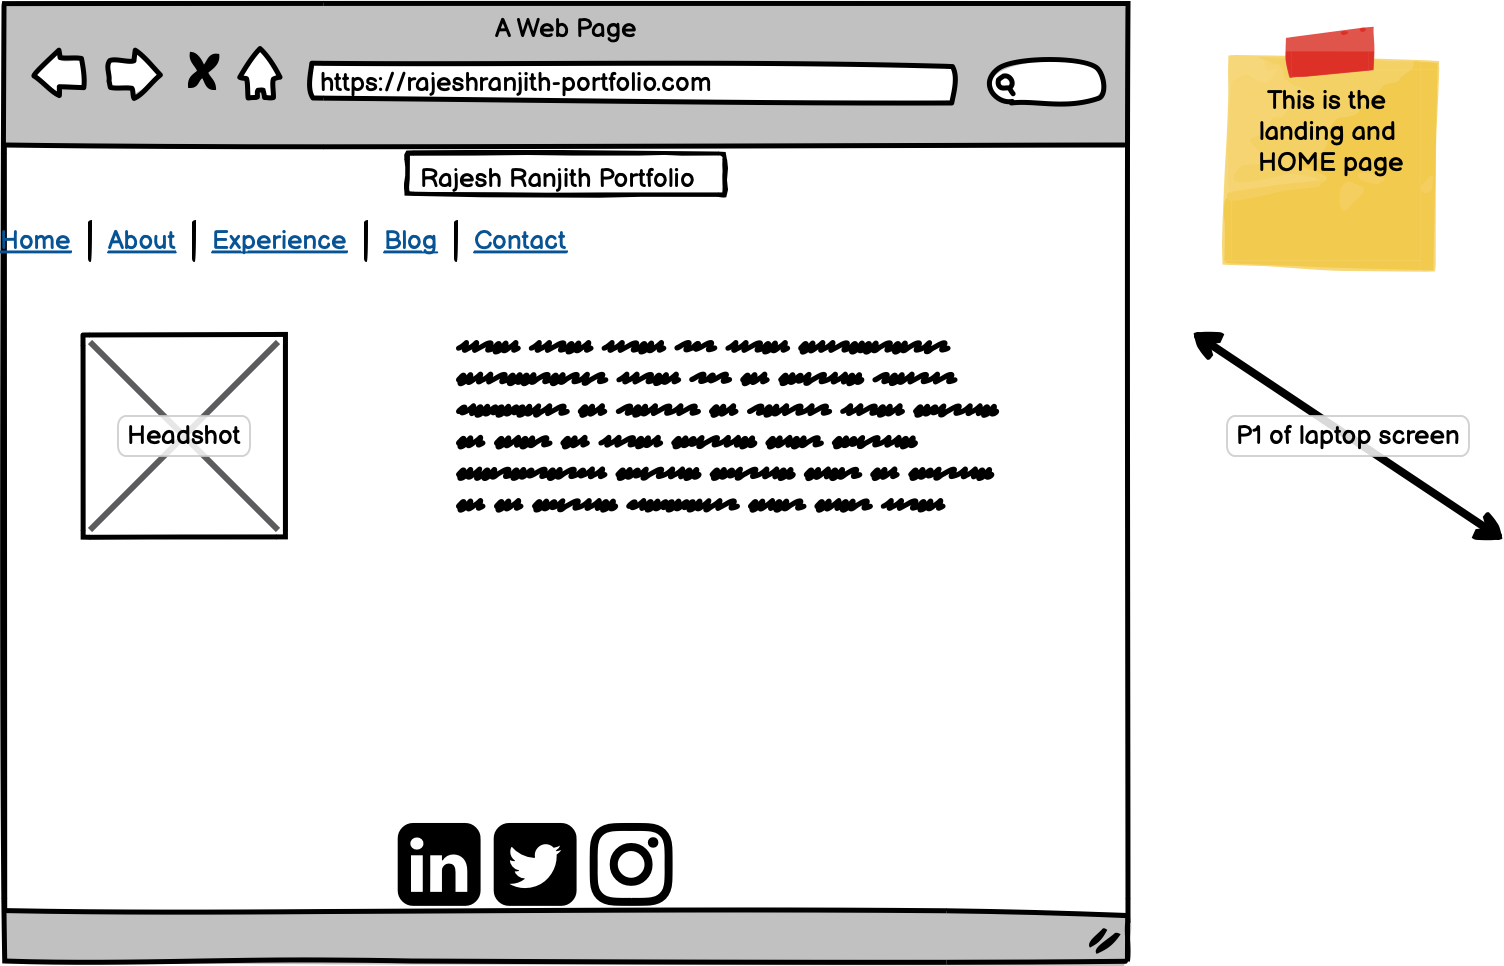 A Web Page
https://rajeshranjith-portfolio.com
Rajesh Ranjith Portfolio
Home About Experience Blog Contact
Headshot
in
This is the
landing and
HOME page
P1 of laptop screen